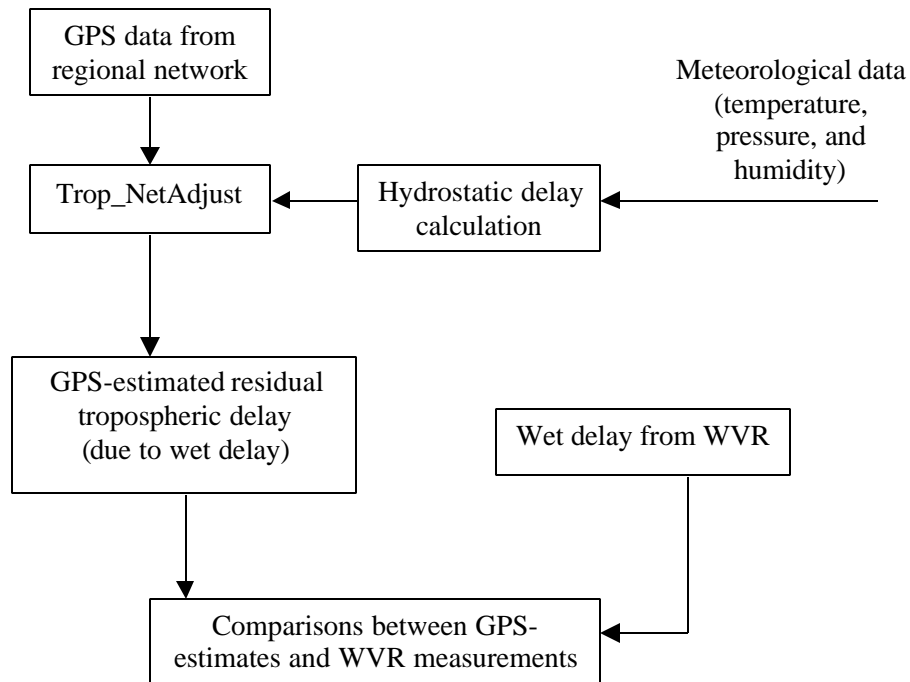 GPS data from
regional network
Meteorological data
(temperature,
pressure, and
humidity)
Trop_NetAdjust
Hydrostatic delay
calculation
GPS-estimated residual
tropospheric delay
(due to wet delay)
Wet delay from WVR
Comparisons between GPS-
estimates and WVR measurements